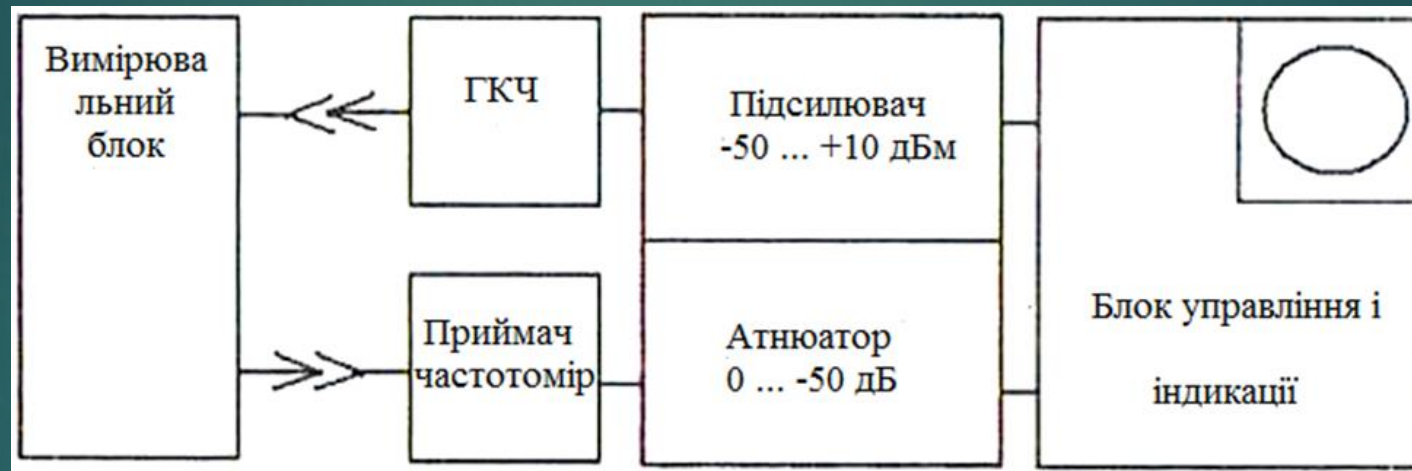 Вимірюва
льний
блок
ГКЧ
Підсилювач
-50 ... +10 дБм
Приймач
частотомір
Атнюатор
0 ... -50 дБ
Блок управління і
індикації